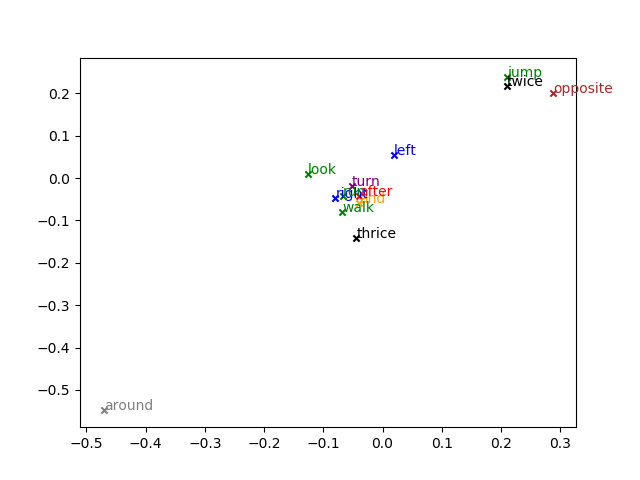 jump
twice
opposite
left
look
turn
right
run
after
and
walk
thrice
around
0.2
0.1
0.0
−0.1
−0.2
−0.3
−0.4
−0.5
−0.5 −0.4 −0.3 −0.2 −0.1 0.0 0.1 0.2 0.3